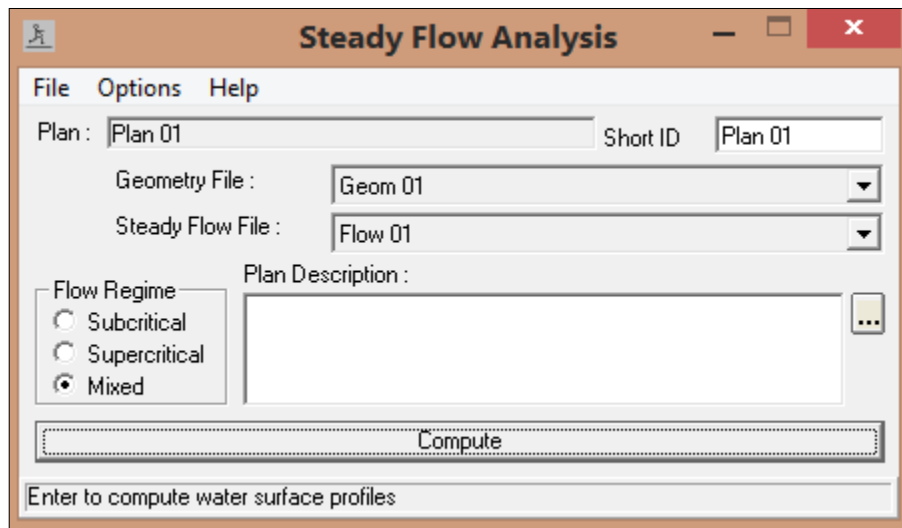 Steady Flow Analysis
File Options Help
Plan : Plan 01 Short ID Plan 01
Geometry File : Geom 01
Steady Flow File : Flow 01
Plan Description :
Flow Regime
Subcritical
Supercritical
Mixed
...
Compute
Enter to compute water surface profiles